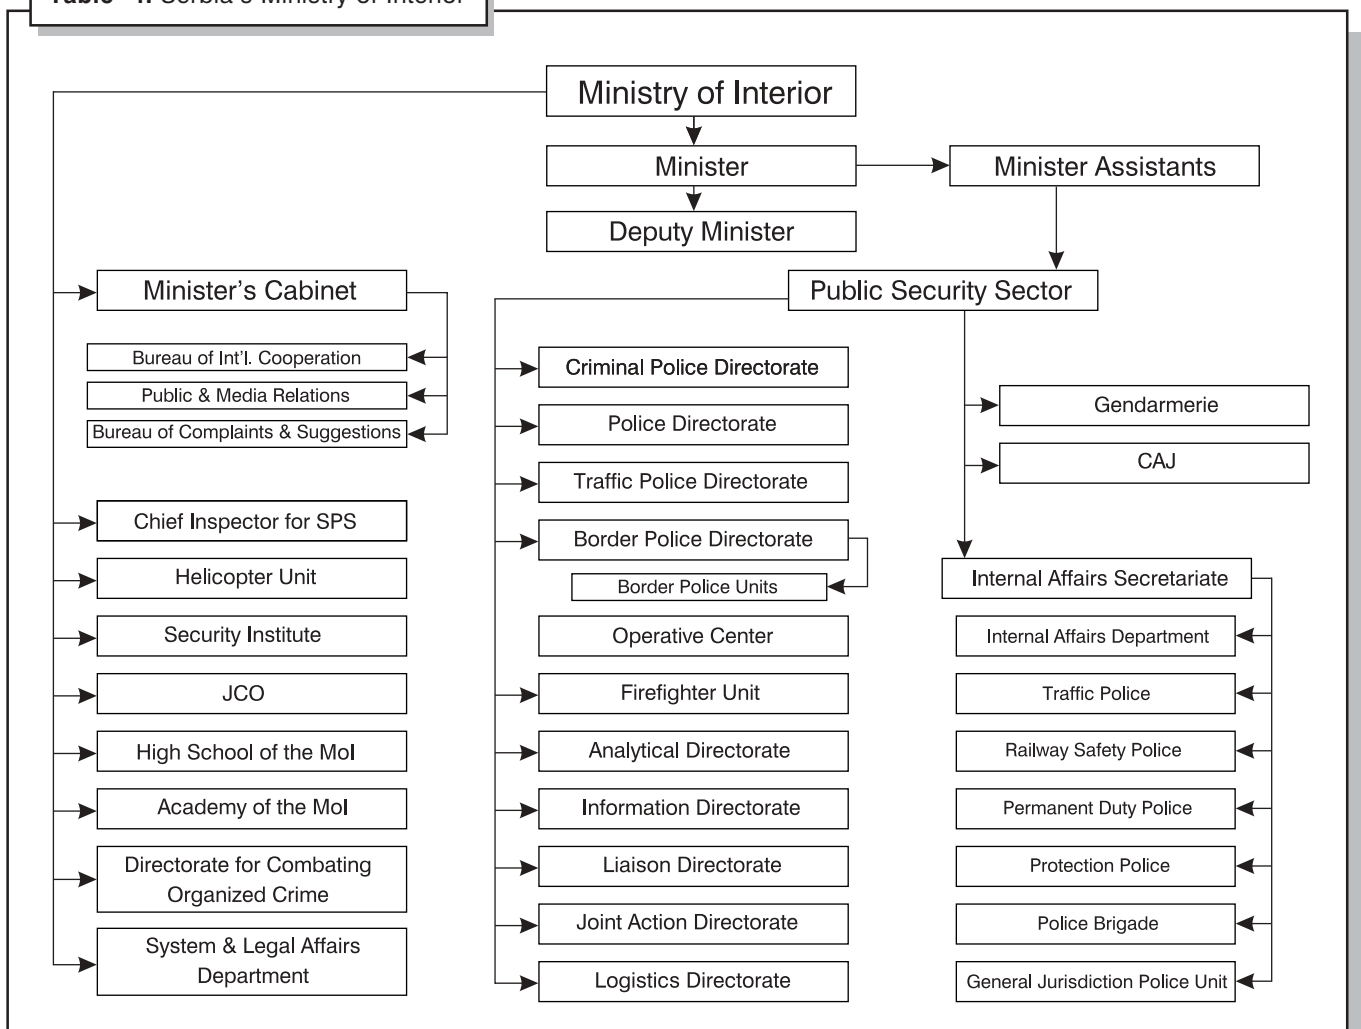 Serbia's Ministry of Interior
Ministry of Interior
Minister
Minister Assistants
Deputy Minister
Minister's Cabinet
Public Security Sector
Bureau of Int'l. Cooperation
Public & Media Relations
Bureau of Complaints & Suggestions
Chief Inspector for SPS
Helicopter Unit
Security Institute
JCO
High School of the MoI
Academy of the MoI
Directorate for Combating
Organized Crime
System & Legal Affairs
Department
Criminal Police Directorate
Police Directorate
Traffic Police Directorate
Border Police Directorate
Border Police Units
Operative Center
Firefighter Unit
Analytical Directorate
Information Directorate
Liaison Directorate
Joint Action Directorate
Logistics Directorate
Gendarmerie
CAJ
Internal Affairs Secretariate
Internal Affairs Department
Traffic Police
Railway Safety Police
Permanent Duty Police
Protection Police
Police Brigade
General Jurisdiction Police Unit